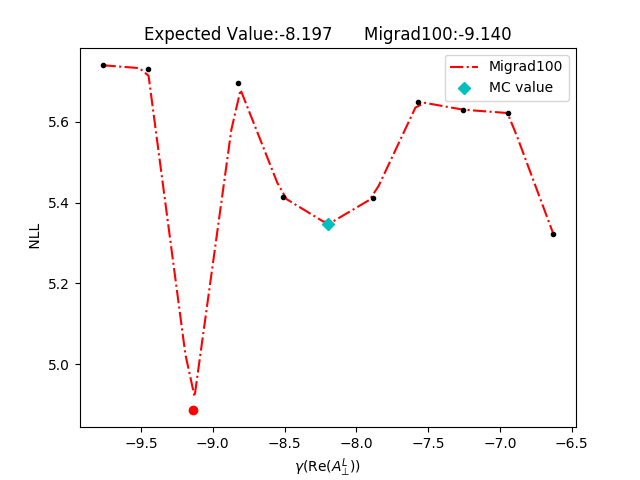 Expected Value:-8.197 Migrad100:-9.140
Migrad100
MC value
NLL
5.6
5.4
5.2
5.0
−9.5 −9.0 −8.5 −8.0 −7.5 −7.0 −6.5
γ(Re(A_⊥^L))